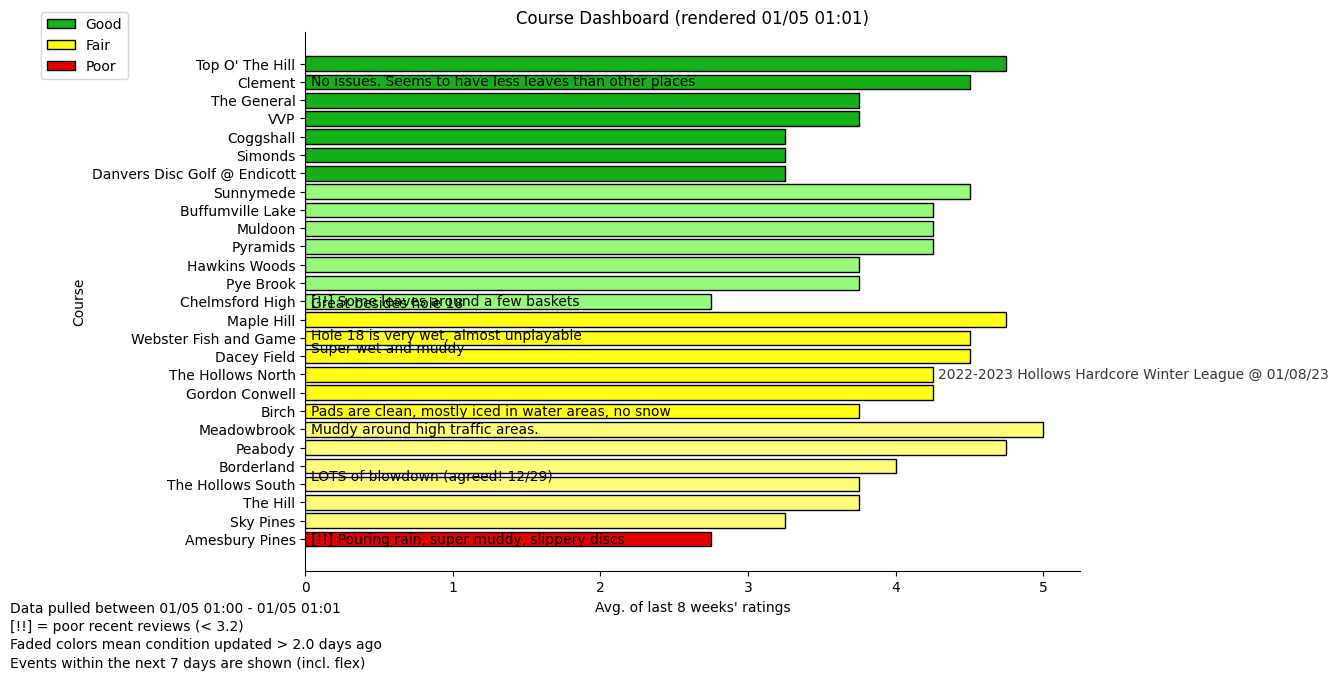 Good
Fair
Poor
Course Dashboard (rendered 01/05 01:01)
Course
Top O' The Hill
Clement
No issues. Seems to have less leaves than other places
The General
VVP
Coggshall
Simonds
Danvers Disc Golf @ Endicott
Sunnymede
Buffumville Lake
Muldoon
Pyramids
Hawkins Woods
Pye Brook
Chelmsford High
[!!] Some leaves around a few baskets
Great besides hole 18
Maple Hill
Webster Fish and Game
Hole 18 is very wet, almost unplayable
Dacey Field
Super wet and muddy
The Hollows North
2022-2023 Hollows Hardcore Winter League @ 01/08/23
Gordon Conwell
Birch
Pads are clean, mostly iced in water areas, no snow
Meadowbrook
Muddy around high traffic areas.
Peabody
Borderland
The Hollows South
LOTS of blowdown (agreed! 12/29)
The Hill
Sky Pines
Amesbury Pines
[!!] Pouring rain, super muddy, slippery discs
0 1 2 3 4 5
Avg. of last 8 weeks' ratings
Data pulled between 01/05 01:00 - 01/05 01:01
[!!] = poor recent reviews (< 3.2)
Faded colors mean condition updated > 2.0 days ago
Events within the next 7 days are shown (incl. flex)